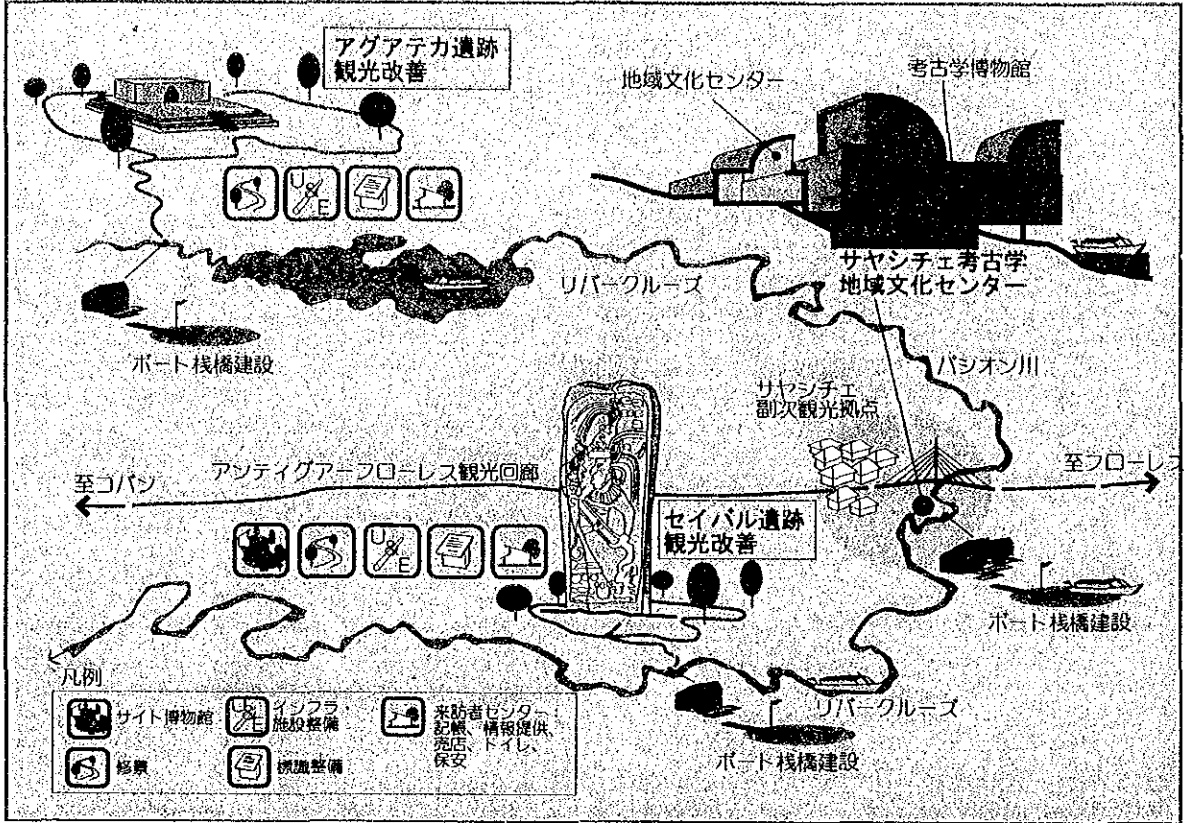 アグアテカ遺跡
観光改善
地域文化センター
考古学博物館
U
E
サヤシチェ考古学
地域文化センター
リバークルーズ
ボート桟橋建設
パシオン川
サヤシチェ
副次観光拠点
アンティグアーフローレス観光回廊
至コバン
至フローレス
セイバル遺跡
観光改善
U
E
ボート桟橋建設
凡例
サイト博物館
U
E
インフラ・
施設整備
来訪者センター:
記帳、情報提供、
売店、トイレ、
保安
修景
標識整備
リバークルーズ
ボート桟橋建設